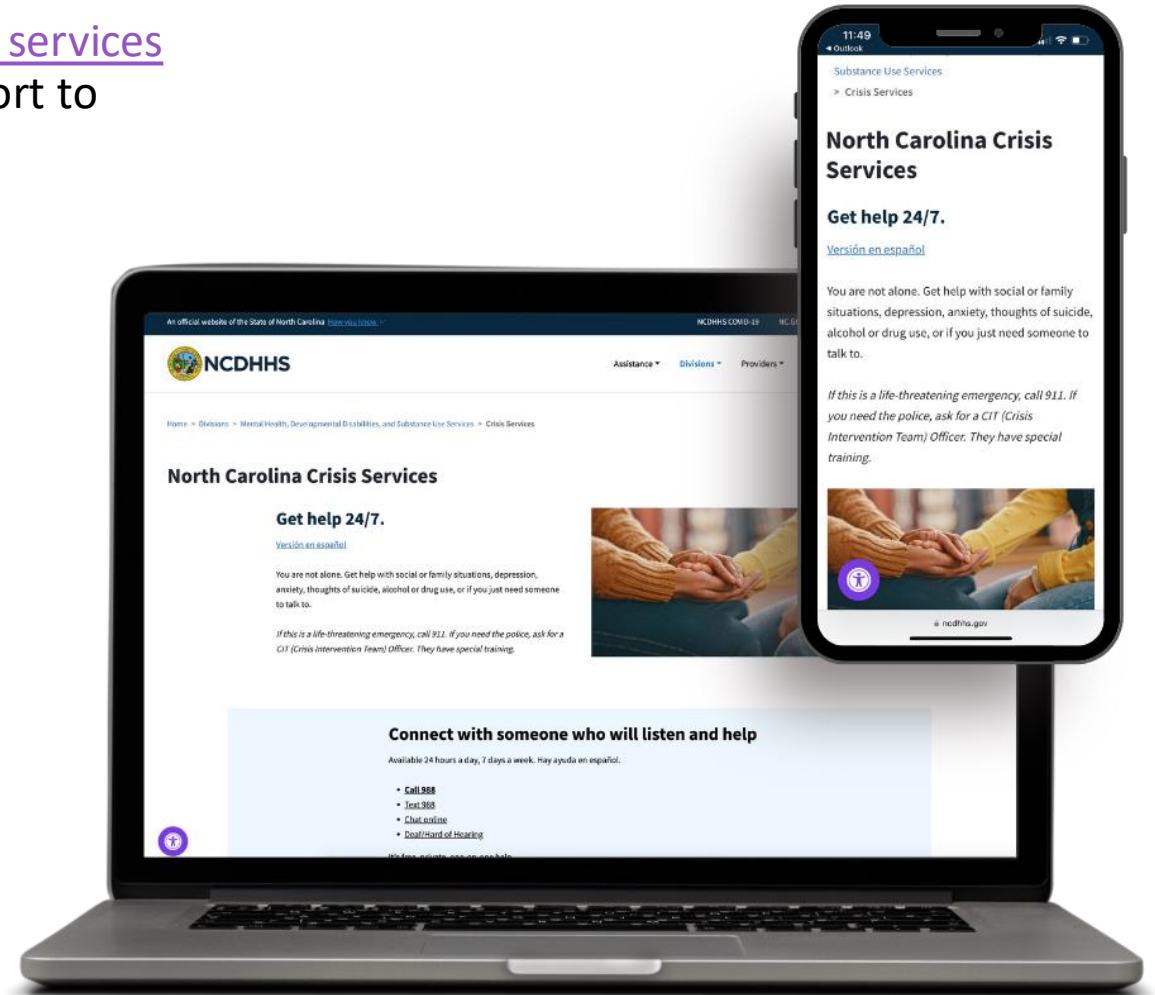 services
ort to
11:49
◂ Outlook
Substance Use Services
> Crisis Services
North Carolina Crisis
Services
Get help 24/7.
Versión en español
You are not alone. Get help with social or family
situations, depression, anxiety, thoughts of suicide,
alcohol or drug use, or if you just need someone to
talk to.
If this is a life-threatening emergency, call 911. If
you need the police, ask for a CIT (Crisis
Intervention Team) Officer. They have special
training.
ncdhhs.gov
An official website of the State of North Carolina How you know
NCDHHS COVID-19
NCDHHS
Assistance Divisions Providers
Home > Divisions > Mental Health, Developmental Disabilities, and Substance Use Services > Crisis Services
North Carolina Crisis Services
Get help 24/7.
Versión en español
You are not alone. Get help with social or family situations, depression,
anxiety, thoughts of suicide, alcohol or drug use, or if you just need someone
to talk to.
If this is a life-threatening emergency, call 911. If you need the police, ask for a
CIT (Crisis Intervention Team) Officer. They have special training.
Connect with someone who will listen and help
Available 24 hours a day, 7 days a week. Hay ayuda en español.
• Call 988
• Text 988
• Chat online
• Deaf/Hard of Hearing